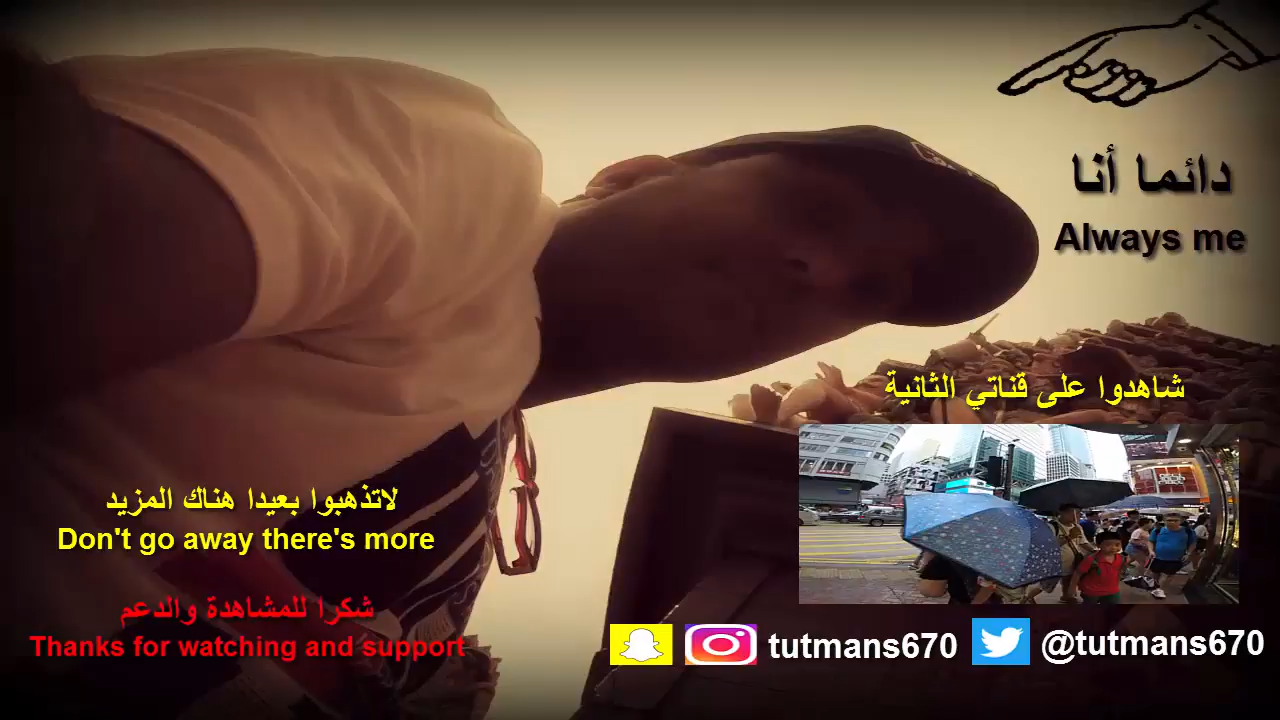 دائما أنا
Always me
شاهدوا على قناتي الثانية
لاتذهبوا بعيدا هناك المزيد
Don't go away there's more
شكرا للمشاهدة والدعم
Thanks for watching and support
tutmans670
@tutmans670